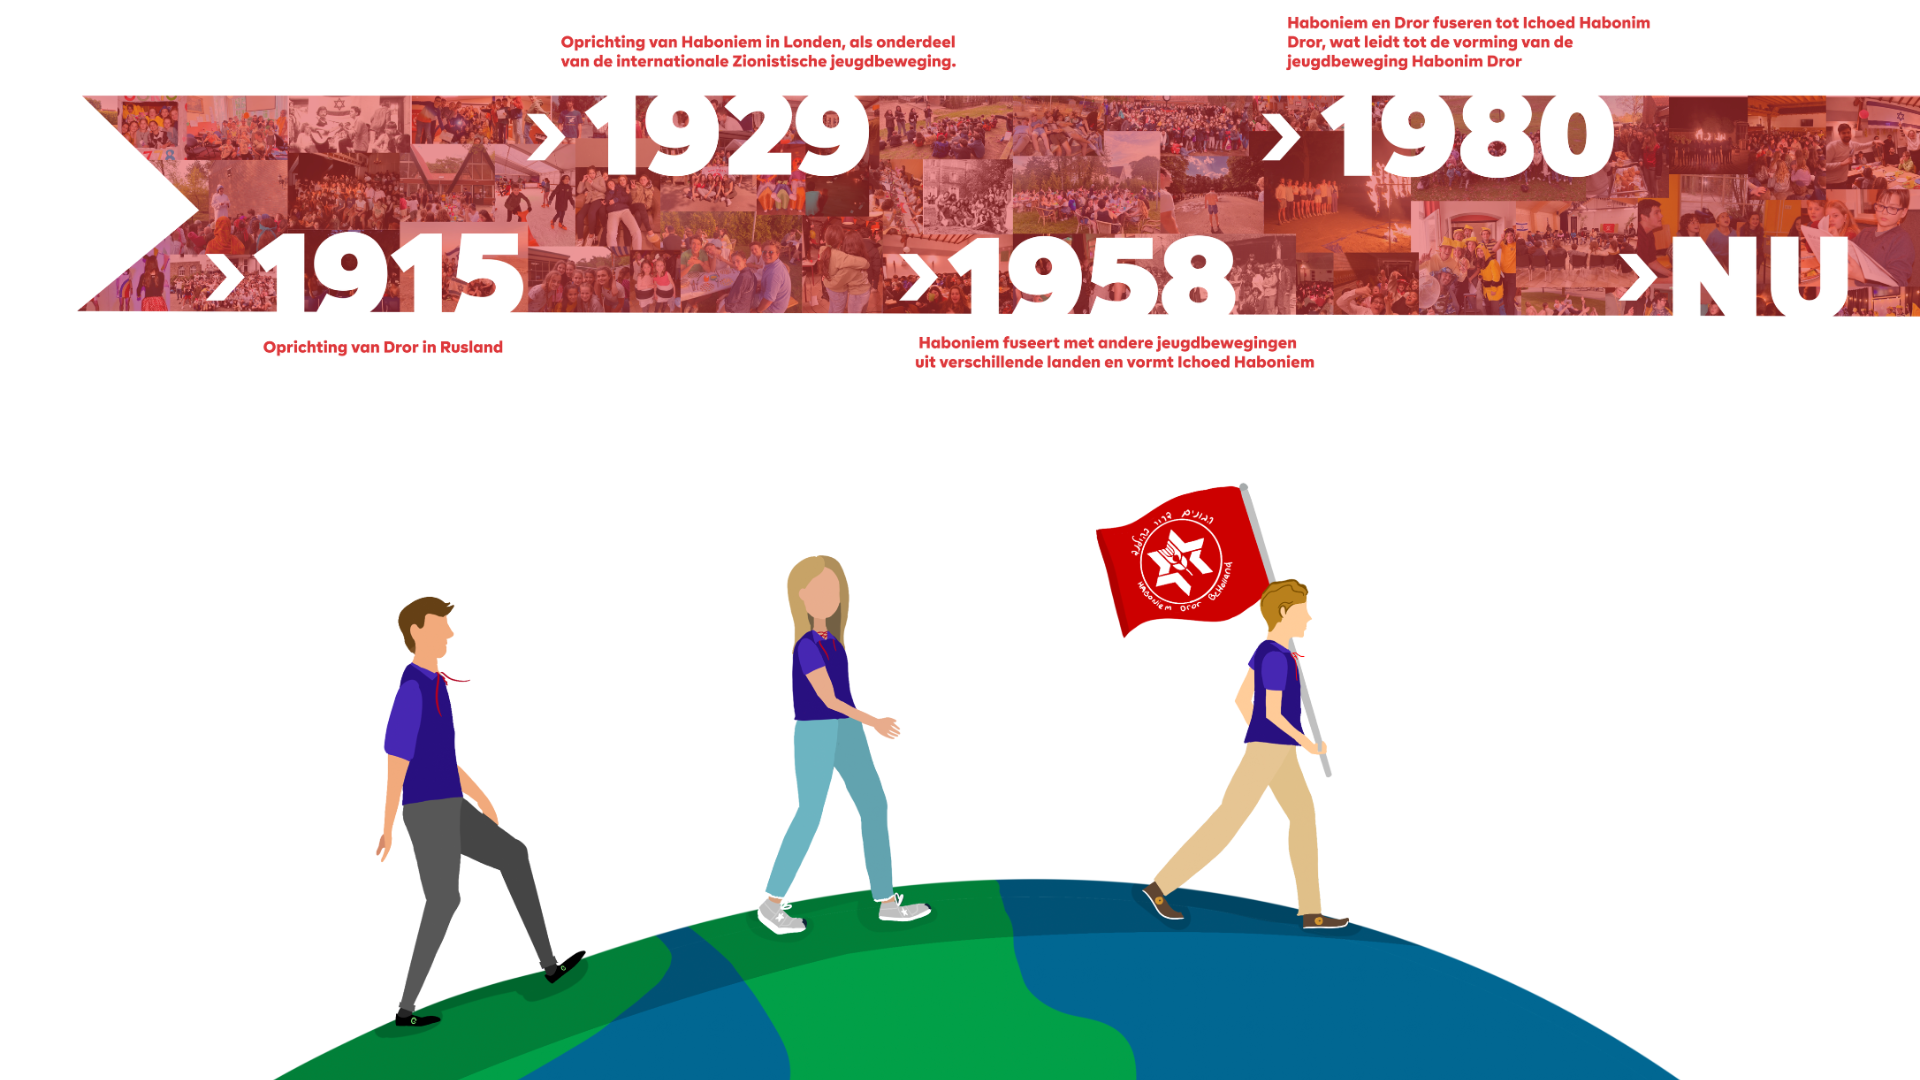 Oprichting van Haboniem in Londen, als onderdeel
van de internationale Zionistische jeugdbeweging.
Haboniem en Dror fuseren tot Ichoed Habonim
Dror, wat leidt tot de vorming van de
jeugdbeweging Habonim Dror
>1929
>1980
>1915
>1958
>NU
Oprichting van Dror in Rusland
Haboniem fuseert met andere jeugdbewegingen
uit verschillende landen en vormt Ichoed Haboniem
הבונים דרור בהולנד
Haboniem Dror BeHolland